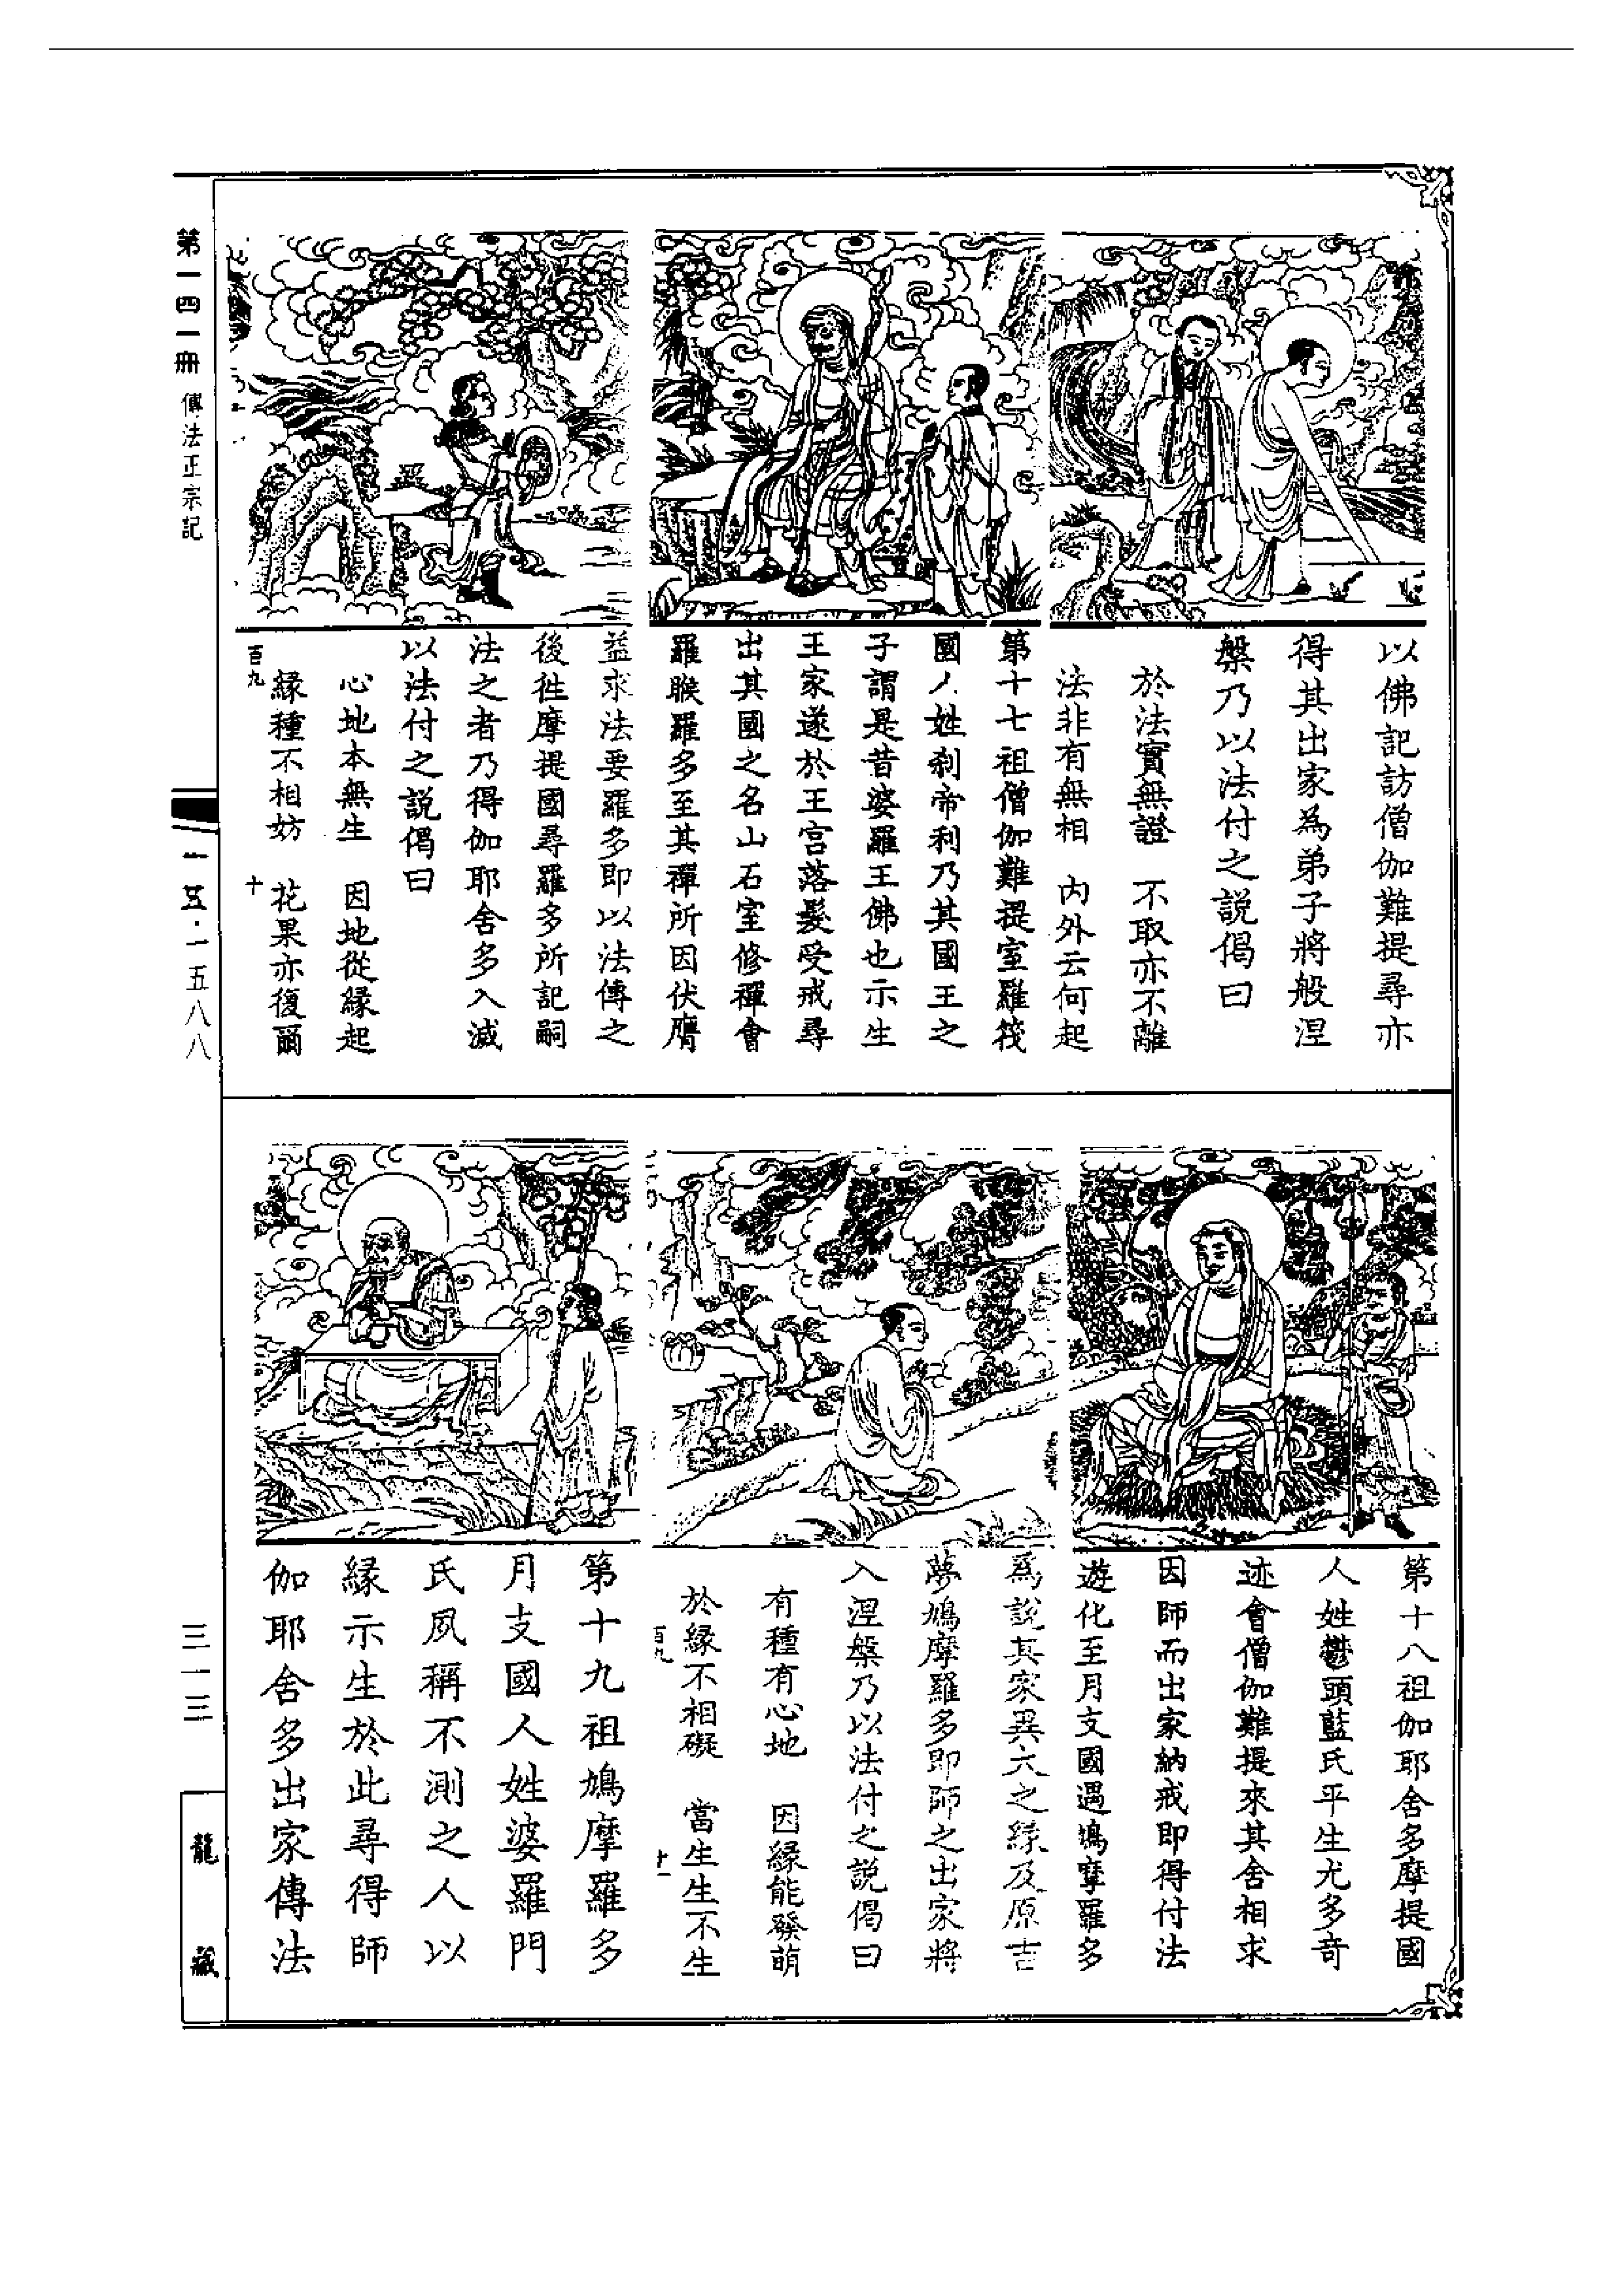 以佛記訪僧伽難提尋亦
得其出家為弟子將般涅
槃乃以法付之說偈曰
於法實無證　不取亦不離
法非有無相　內外云何起
第十七祖僧伽難提室羅筏
國人姓刹帝利乃其國王之
子謂是昔婆羅王佛也示生
王家遂於王宮落髮受戒尋
出其國之名山石室修禪會
羅睺羅多至其禪所因伏膺
益求法要羅多即以法傳之
後徃摩提國尋羅多所記嗣
法之者乃得伽耶舍多入滅
以法付之說偈曰
心地本無生　因地從緣起
緣種不相妨　花果亦復爾
百九　十
第十八祖伽耶舍多摩提國
人姓鬱頭藍氏平生尤多奇
迹會僧伽難提來其舍相求
因師而出家納戒即得付法
遊化至月支國遇鳩摩羅多
為說其家異犬之緣及原吉
夢鳩摩羅多即師之出家將
入涅槃乃以法付之說偈曰
有種有心地　因緣能發萌
於緣不相礙　當生生不生
百九　十一
第十九祖鳩摩羅多
月支國人姓婆羅門
氏夙稱不測之人以
緣示生於此尋得師
伽耶舍多出家傳法
第一四一冊　傳法正宗記
一一五·一五八八
三一三
龍藏